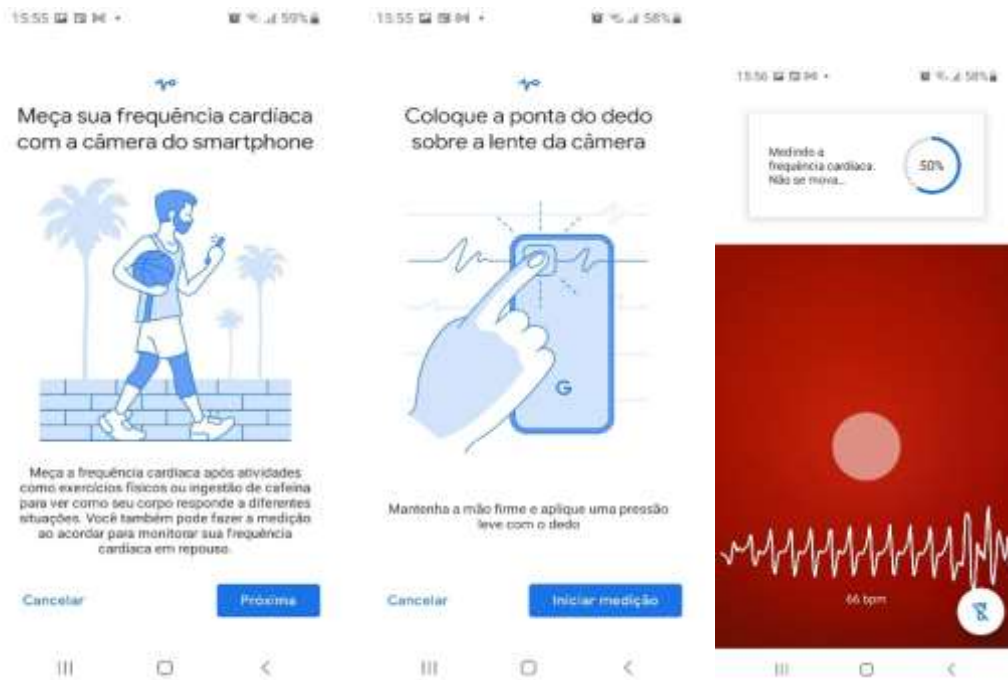 15:55
59%
Meça sua frequência cardíaca
com a câmera do smartphone
Meça a frequência cardíaca após atividades
como exercícios físicos ou ingestão de cafeína
para ver como seu corpo responde a diferentes
situações. Você também pode fazer a medição
ao acordar para monitorar sua frequência
cardíaca em repouso.
Cancelar
Próxima
15:55
58%
Coloque a ponta do dedo
sobre a lente da câmera
G
Mantenha a mão firme e aplique uma pressão
leve com o dedo
Cancelar
Iniciar medição
15:56
58%
Medindo a
frequência cardíaca.
Não se mova...
50%
66 bpm